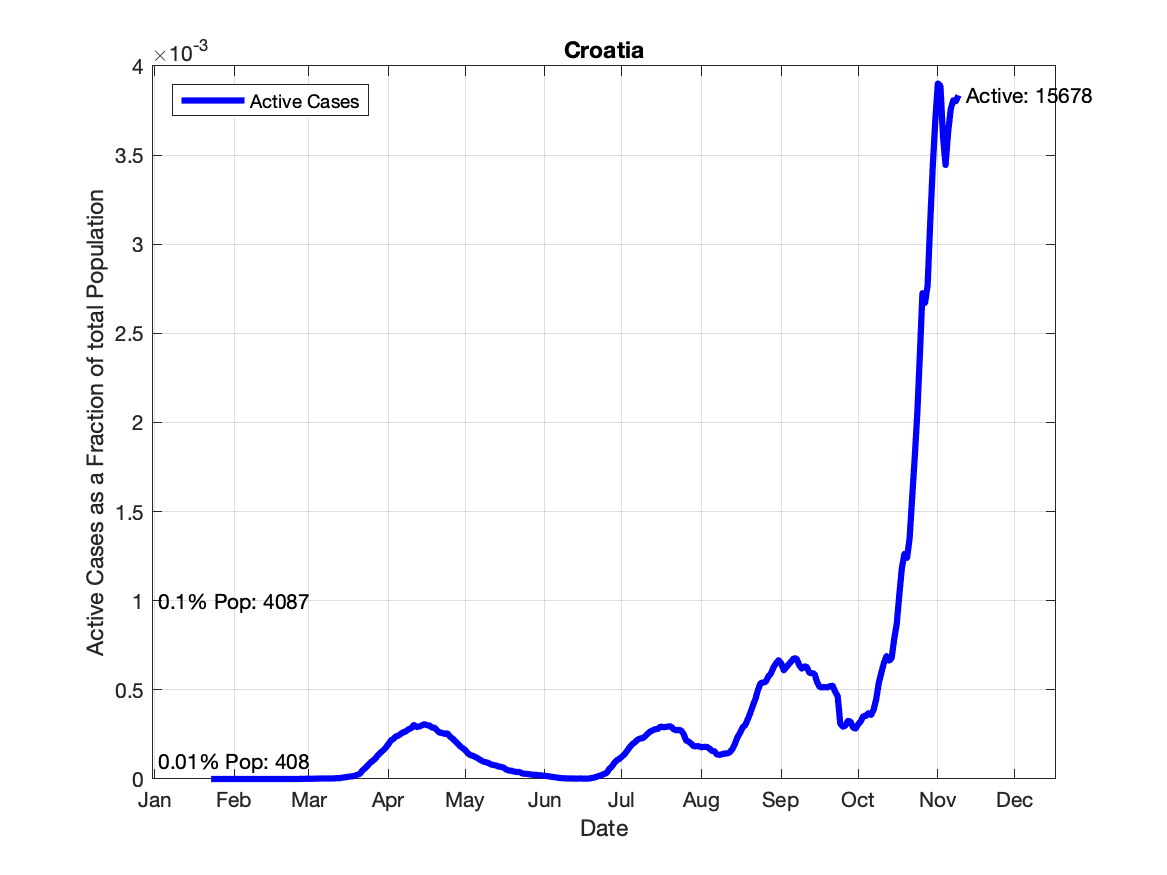 Croatia
×10-3
Active Cases
Active: 15678
4
3.5
3
2.5
2
1.5
1
0.5
0
0.1% Pop: 4087
0.01% Pop: 408
Active Cases as a Fraction of total Population
Jan Feb Mar Apr May Jun Jul Aug Sep Oct Nov Dec
Date